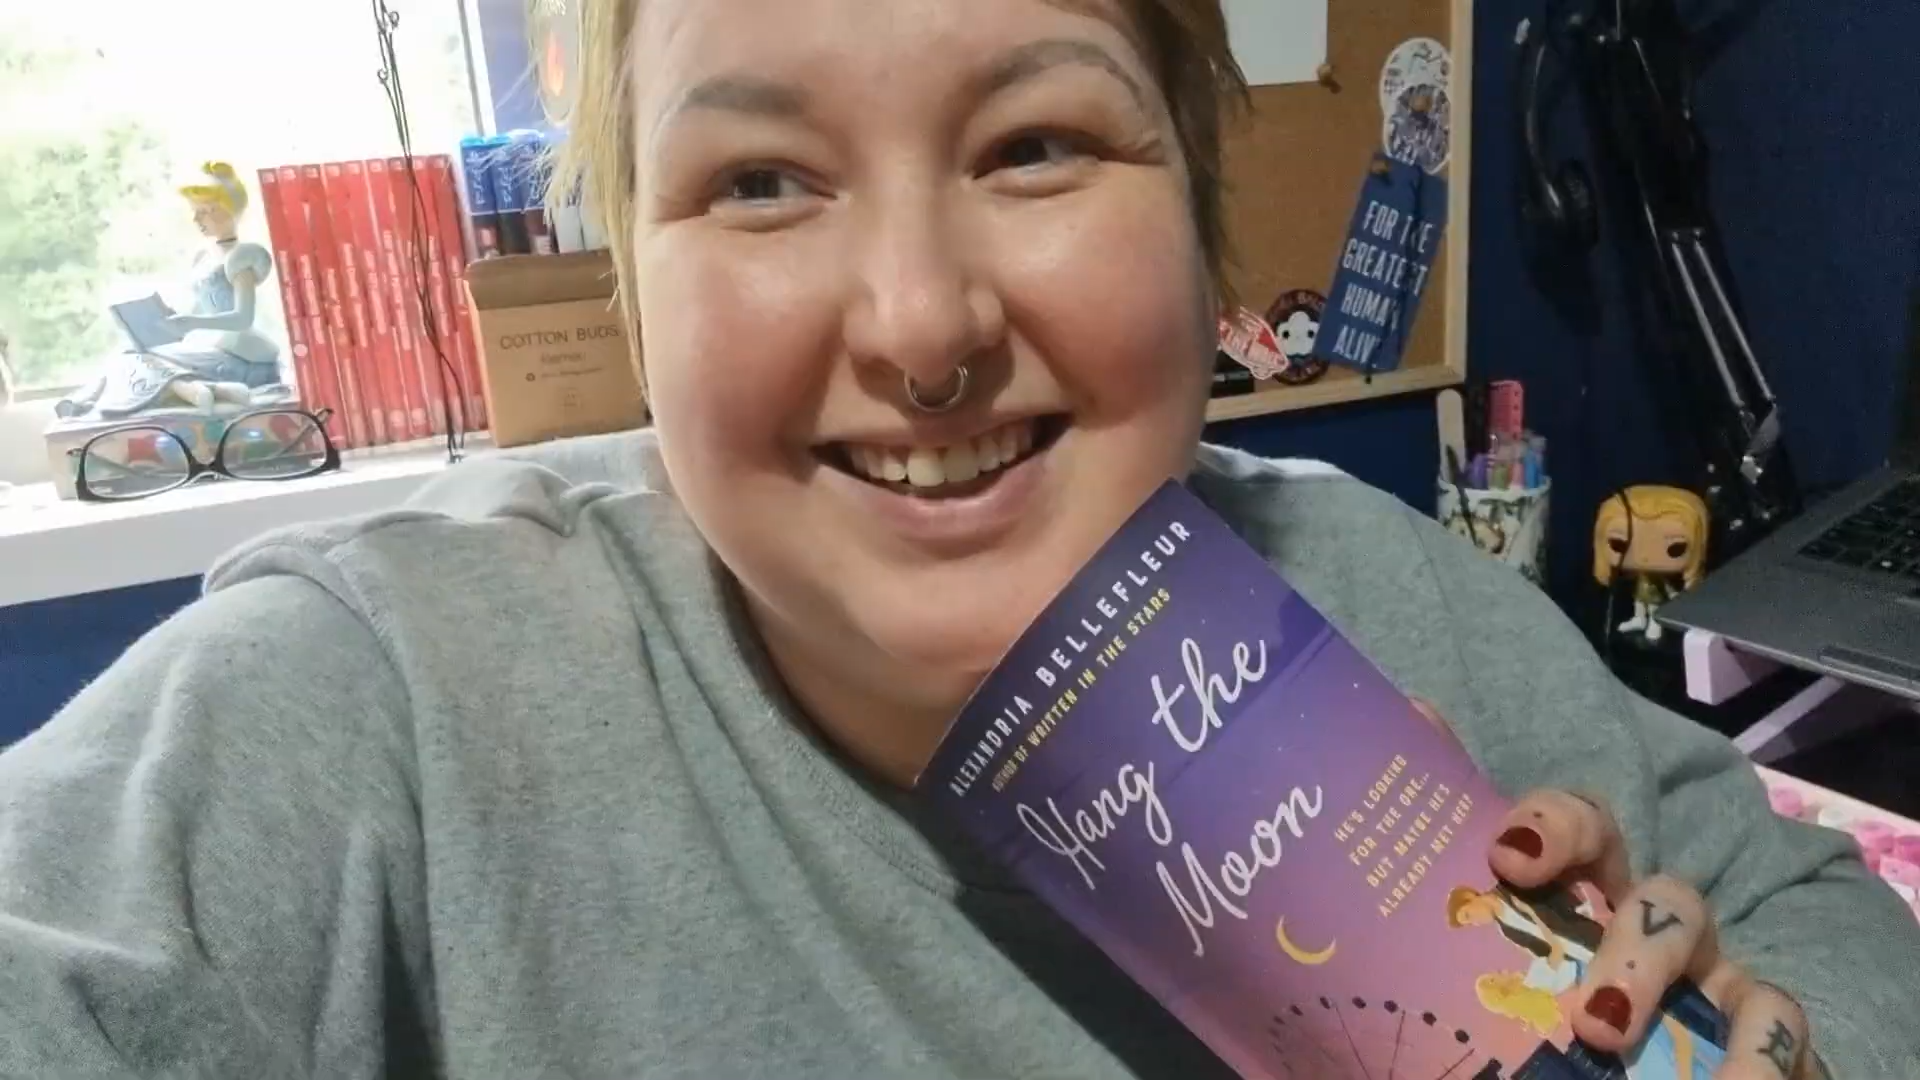 COTTON BUDS
FOR THE
GREATEST
HUMAN
ALIVE
ALEXANDRIA BELLEFLEUR
AUTHOR OF WRITTEN IN THE STARS
Hang the
Moon
HE'S LOOKING
FOR THE ONE...
BUT MAYBE HE'S
ALREADY MET HER?
V
E